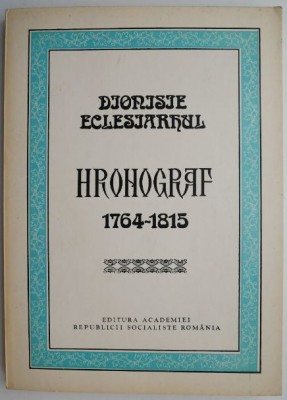 DIONISIE
ECLESIARHUL
HRONOGRAF
1764-1815
EDITURA ACADEMIEI
REPUBLICII SOCIALISTE ROMÂNIA